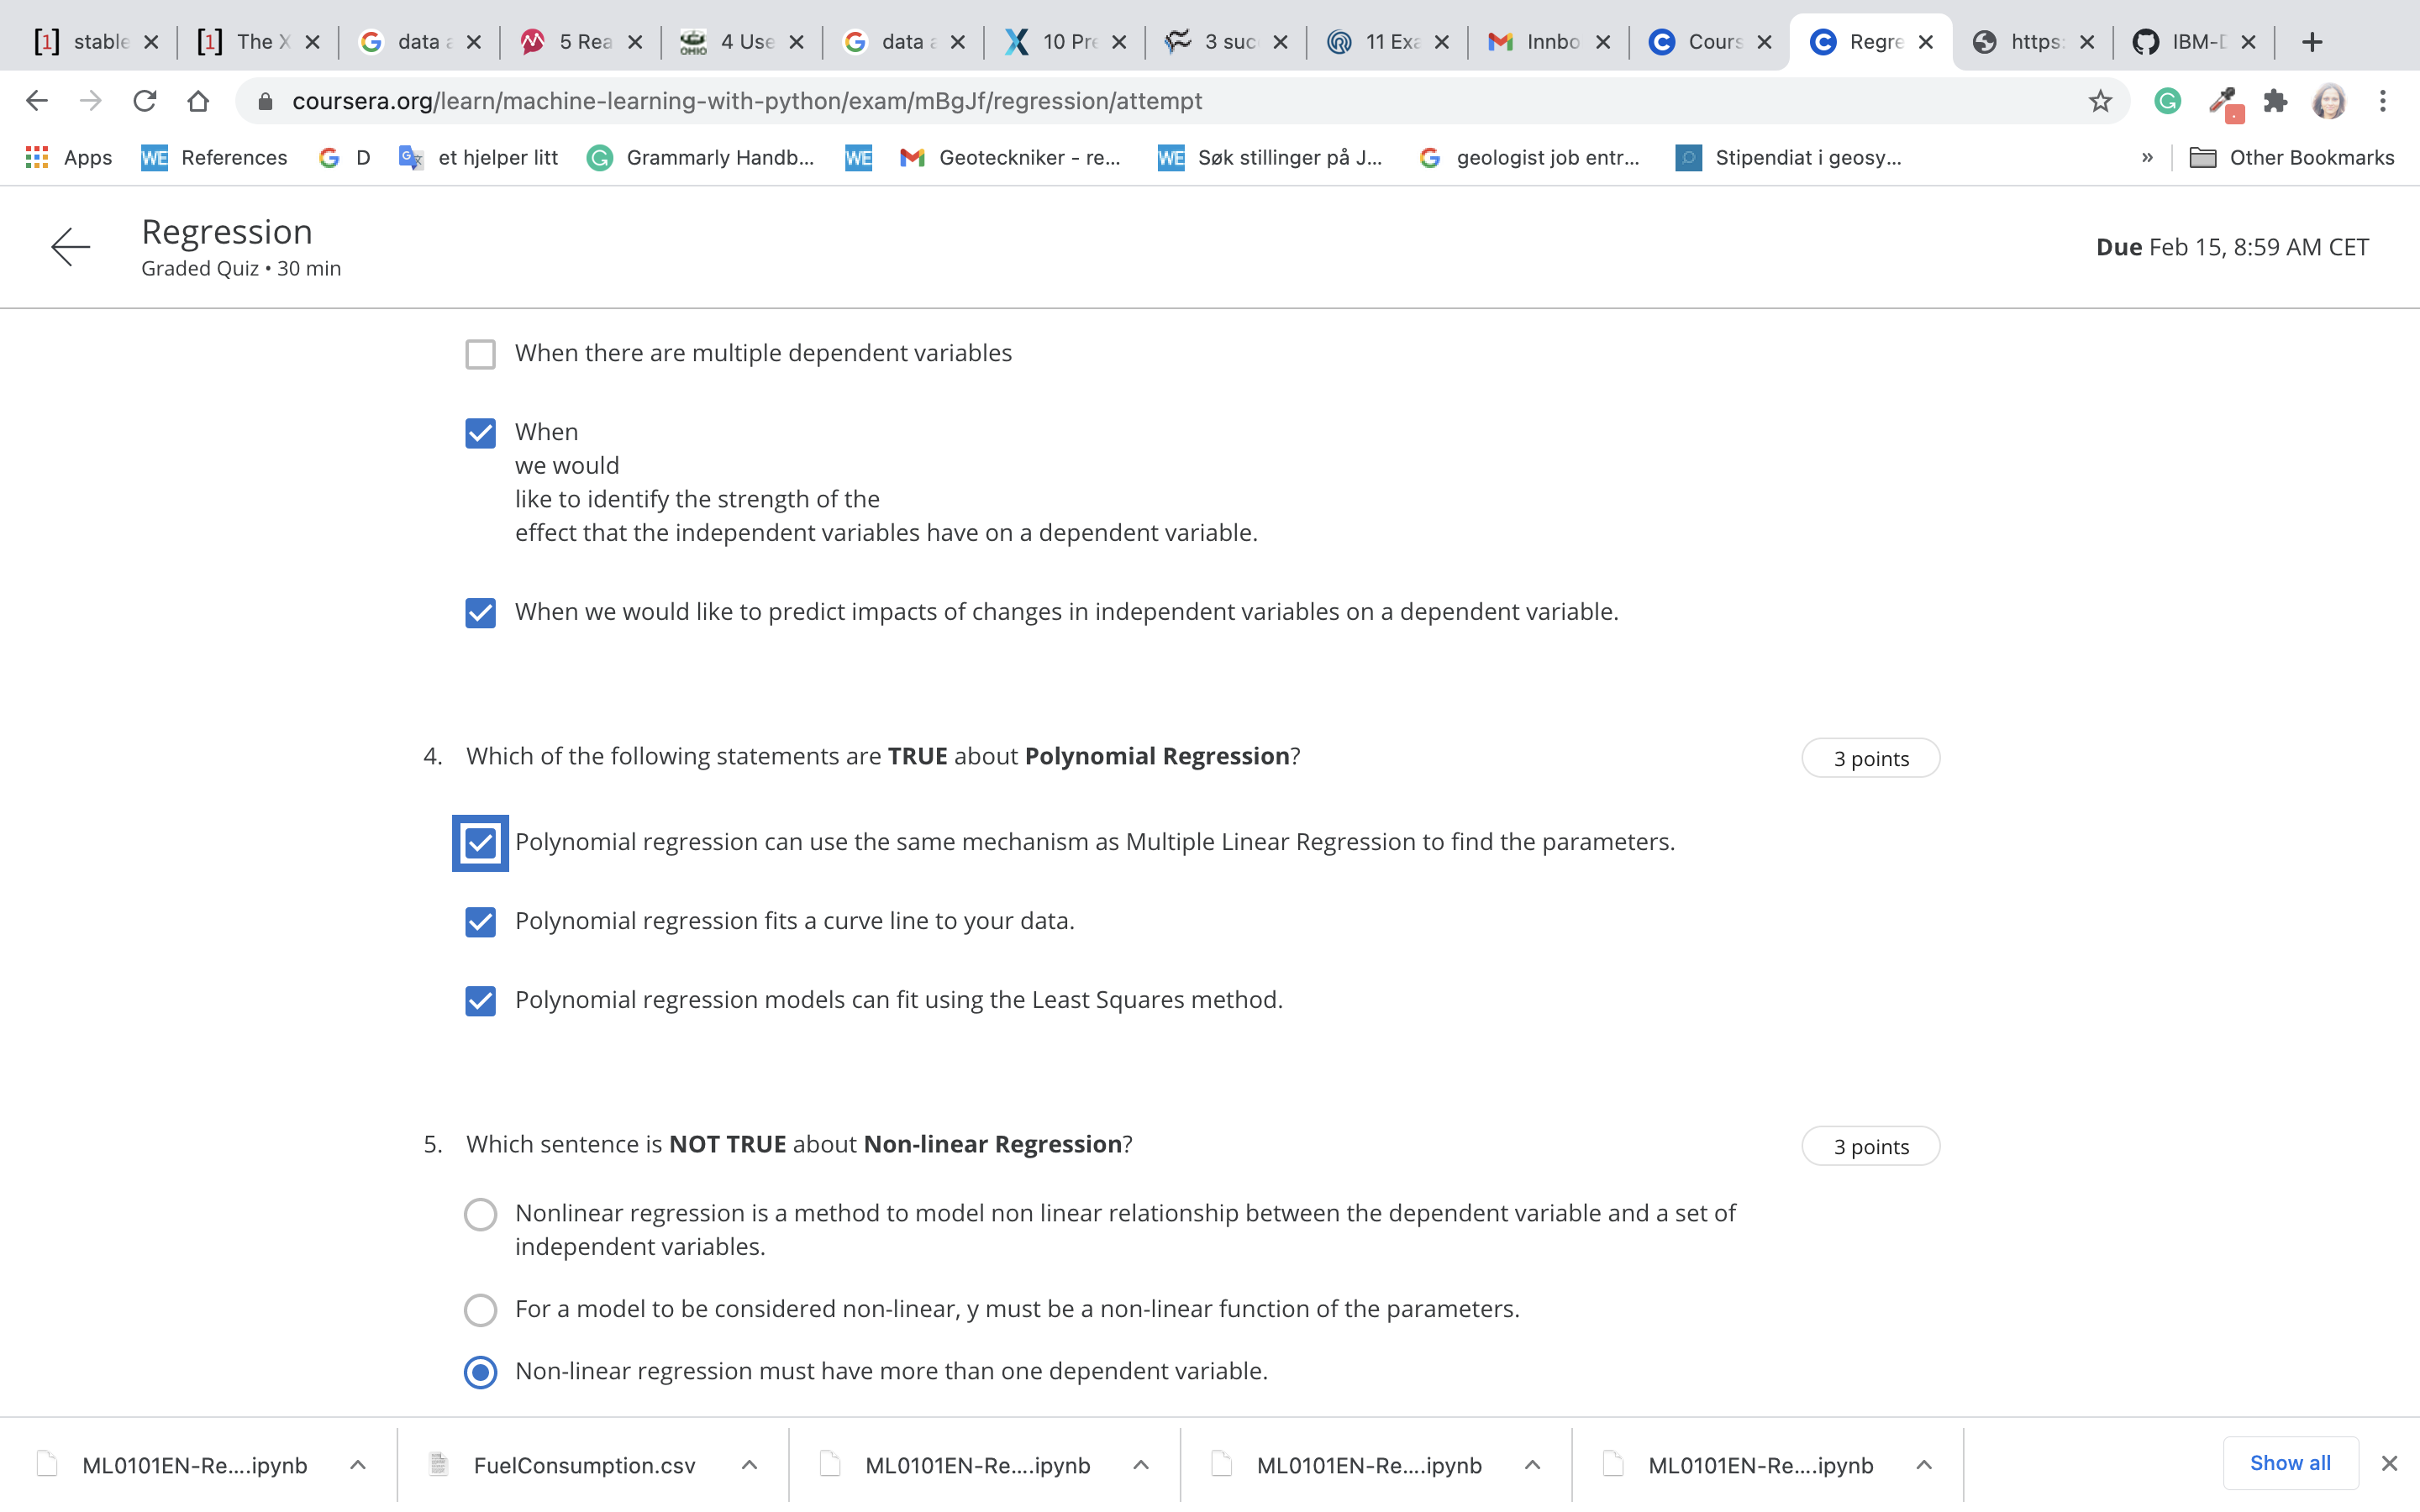 [1] stable
[1] The X
data a
5 Rea
OHIO
4 Use
data a
10 Pre
3 suc
11 Exa
Innbo
Cours
Regre
https:
IBM-D
coursera.org/learn/machine-learning-with-python/exam/mBgJf/regression/attempt
Apps
WE References
D
et hjelper litt
Grammarly Handb...
WE
Geoteckniker - re...
WE Søk stillinger på J...
geologist job entr...
Stipendiat i geosy...
»
Other Bookmarks
Regression
Graded Quiz • 30 min
Due Feb 15, 8:59 AM CET
When there are multiple dependent variables
When
we would
like to identify the strength of the
effect that the independent variables have on a dependent variable.
When we would like to predict impacts of changes in independent variables on a dependent variable.
4. Which of the following statements are TRUE about Polynomial Regression?
3 points
Polynomial regression can use the same mechanism as Multiple Linear Regression to find the parameters.
Polynomial regression fits a curve line to your data.
Polynomial regression models can fit using the Least Squares method.
5. Which sentence is NOT TRUE about Non-linear Regression?
3 points
Nonlinear regression is a method to model non linear relationship between the dependent variable and a set of
independent variables.
For a model to be considered non-linear, y must be a non-linear function of the parameters.
Non-linear regression must have more than one dependent variable.
ML0101EN-Re....ipynb
FuelConsumption.csv
ML0101EN-Re....ipynb
ML0101EN-Re....ipynb
ML0101EN-Re....ipynb
Show all